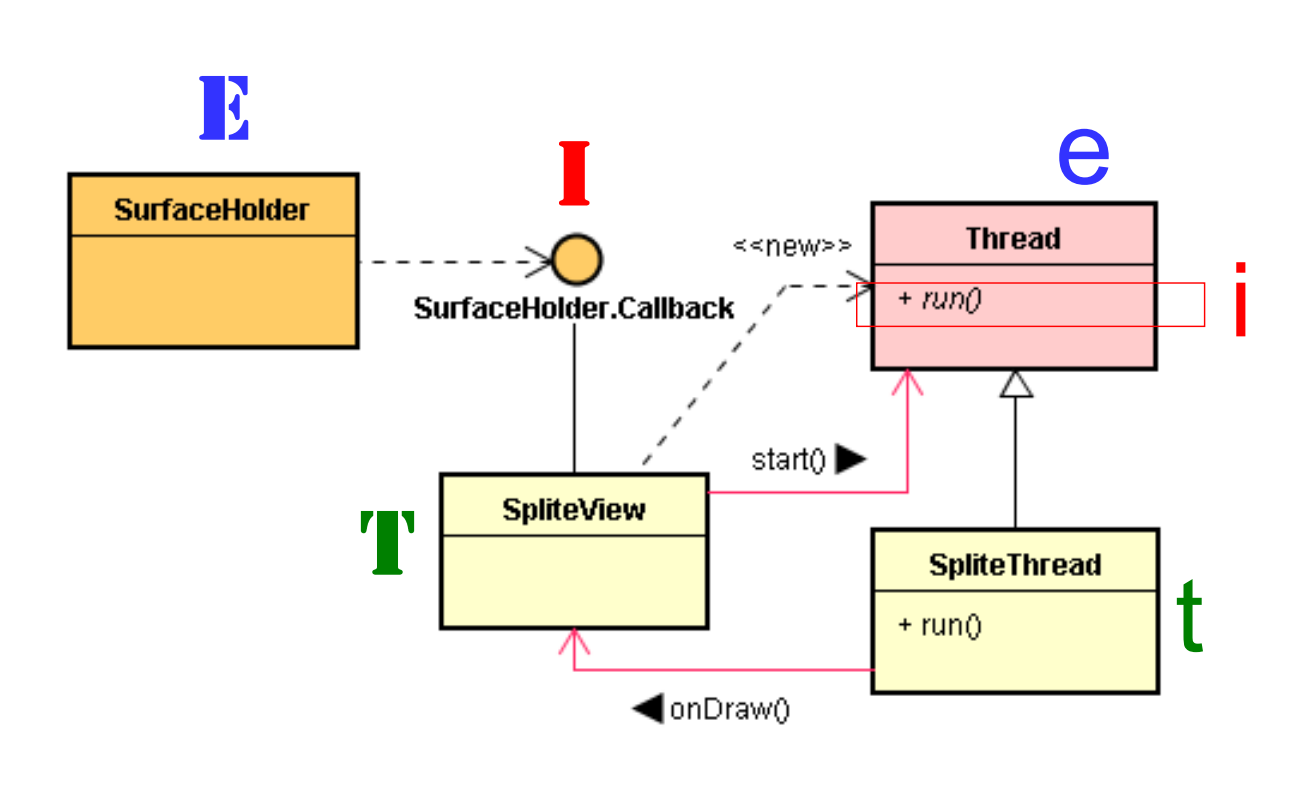 E
I
e
SurfaceHolder
Thread
<<new>>
+ run()
i
SurfaceHolder.Callback
start()
SpliteView
T
SpliteThread
+ run()
t
onDraw()